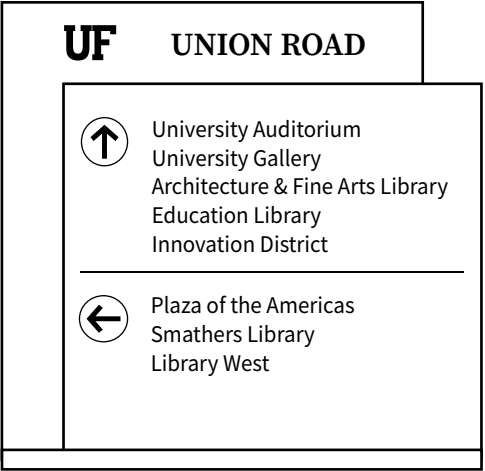 UF UNION ROAD
University Auditorium
University Gallery
Architecture & Fine Arts Library
Education Library
Innovation District
Plaza of the Americas
Smathers Library
Library West